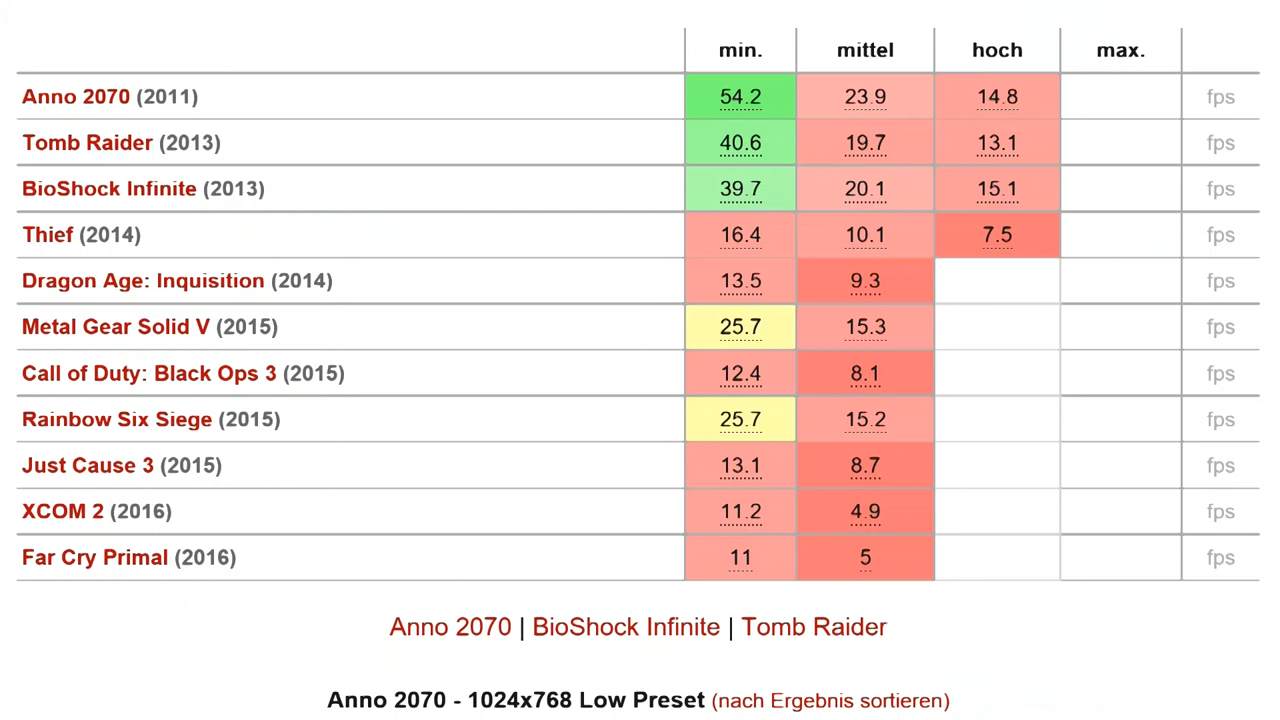 min. mittel hoch max.
Anno 2070 (2011) 54.2 23.9 14.8 fps
Tomb Raider (2013) 40.6 19.7 13.1 fps
BioShock Infinite (2013) 39.7 20.1 15.1 fps
Thief (2014) 16.4 10.1 7.5 fps
Dragon Age: Inquisition (2014) 13.5 9.3 fps
Metal Gear Solid V (2015) 25.7 15.3 fps
Call of Duty: Black Ops 3 (2015) 12.4 8.1 fps
Rainbow Six Siege (2015) 25.7 15.2 fps
Just Cause 3 (2015) 13.1 8.7 fps
XCOM 2 (2016) 11.2 4.9 fps
Far Cry Primal (2016) 11 5 fps
Anno 2070 | BioShock Infinite | Tomb Raider
Anno 2070 - 1024x768 Low Preset (nach Ergebnis sortieren)